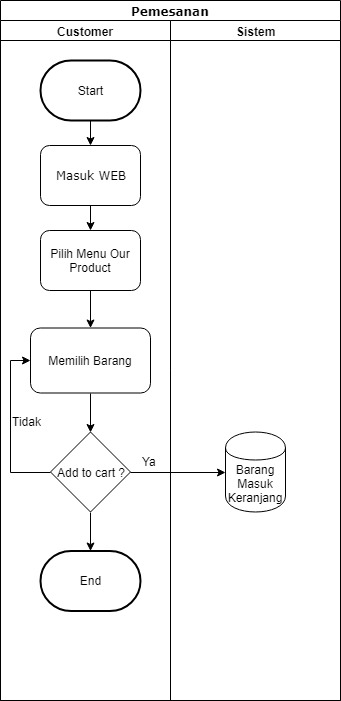 Pemesanan
Customer
Sistem
Start
Masuk WEB
Pilih Menu Our
Product
Memilih Barang
Tidak
Add to cart ?
Ya
Barang
Masuk
Keranjang
End